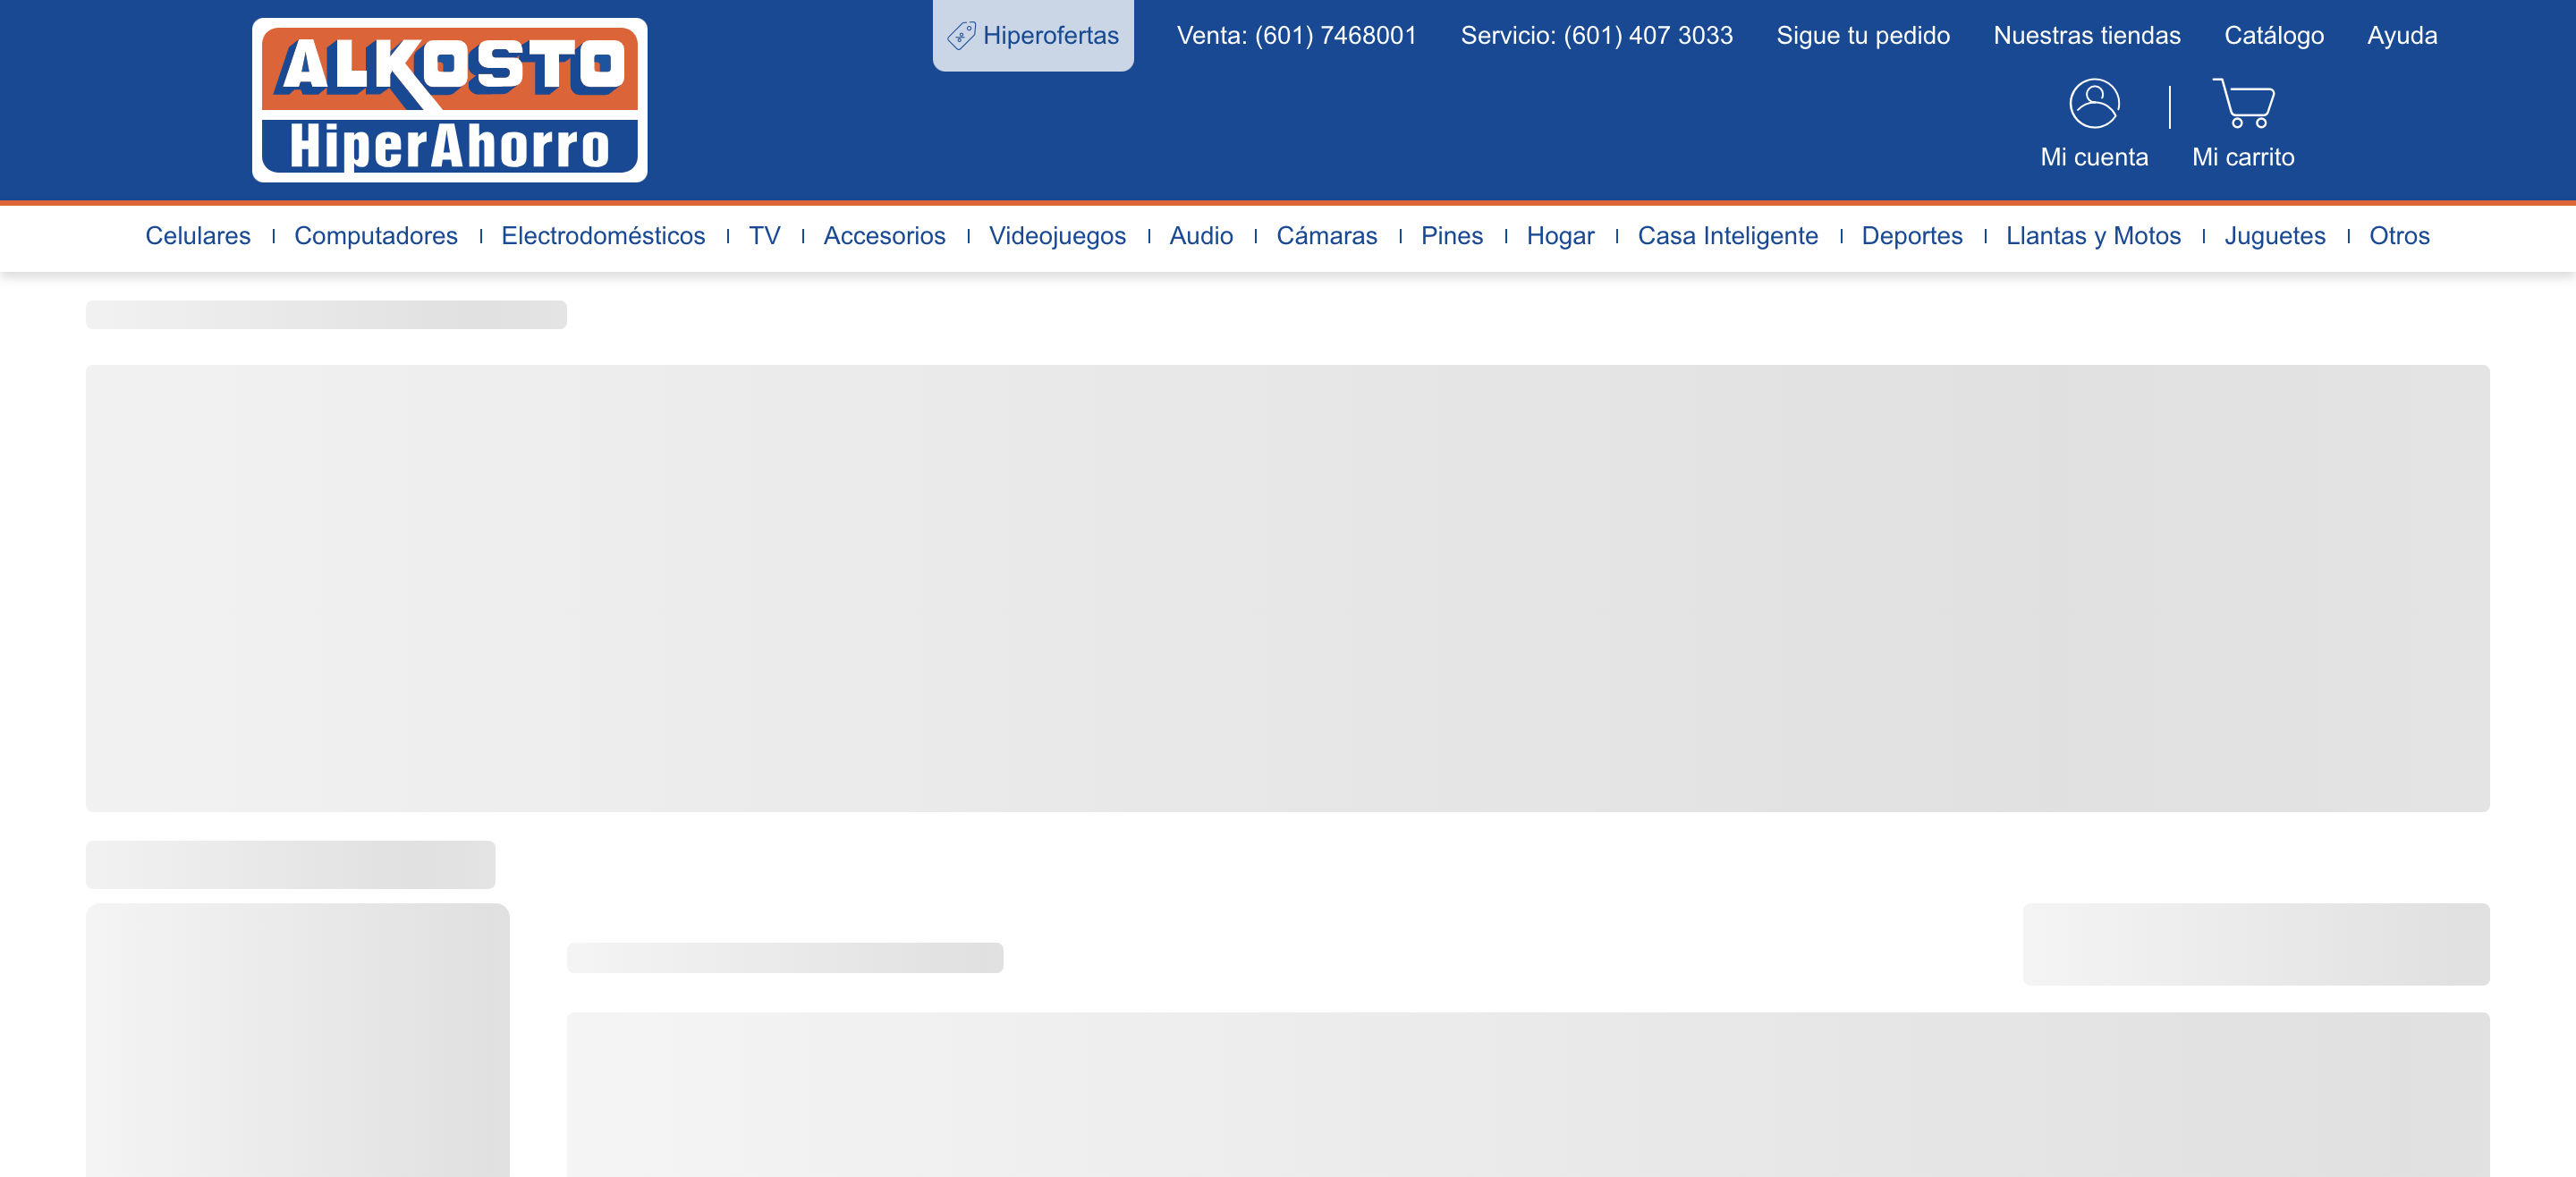 ALKOSTO
HiperAhorro
Hiperofertas
Venta: (601) 7468001
Servicio: (601) 407 3033
Sigue tu pedido
Nuestras tiendas
Catálogo
Ayuda
Mi cuenta
Mi carrito
Celulares
Computadores
Electrodomésticos
TV
Accesorios
Videojuegos
Audio
Cámaras
Pines
Hogar
Casa Inteligente
Deportes
Llantas y Motos
Juguetes
Otros